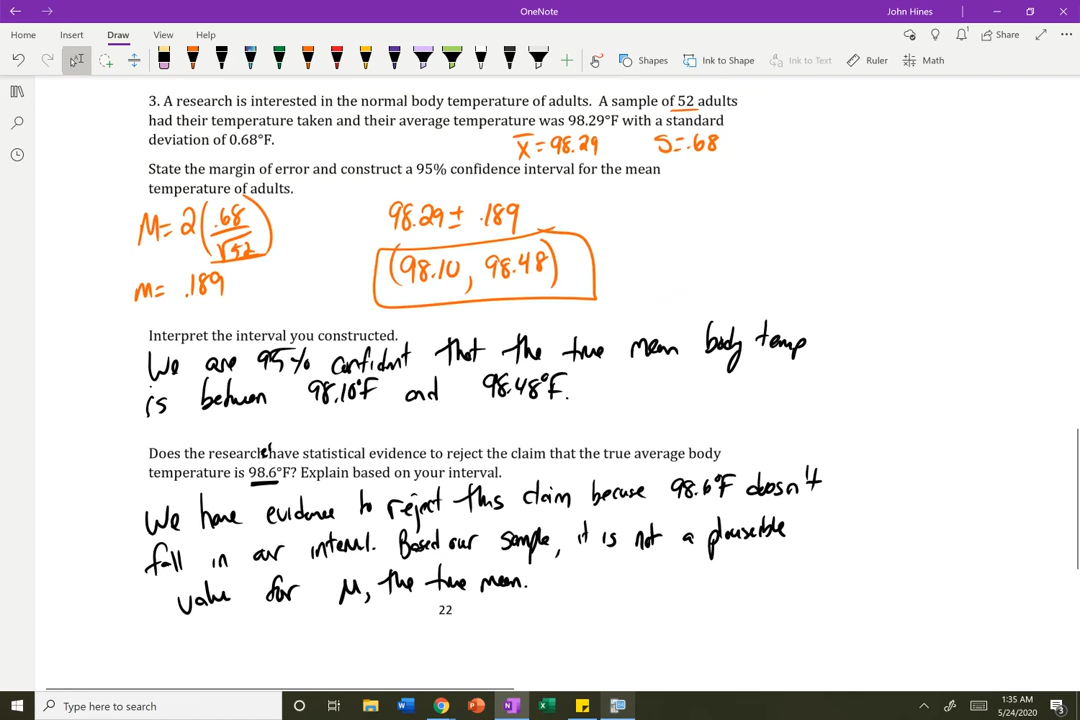 OneNote
John Hines
Home Insert Draw View Help
Share
Shapes Ink to Shape Ink to Text Ruler Math
3. A research is interested in the normal body temperature of adults. A sample of 52 adults
had their temperature taken and their average temperature was 98.29°F with a standard
deviation of 0.68°F.
x̄ = 98.29 S = .68
State the margin of error and construct a 95% confidence interval for the mean
temperature of adults.
M = 2(.68/√52)
98.29 ± .189
(98.10, 98.48)
m = .189
Interpret the interval you constructed.
We are 95% confidnt that the true mean body temp
is between 98.10°F and 98.48°F.
Does the researcher have statistical evidence to reject the claim that the true average body
temperature is 98.6°F? Explain based on your interval.
We have evidence to reject this claim becuse 98.6°F doesn't
fall in our interval. Based our sample, it is not a plauseible
value for μ, the true mean.
22
Type here to search
1:35 AM
5/24/2020
3